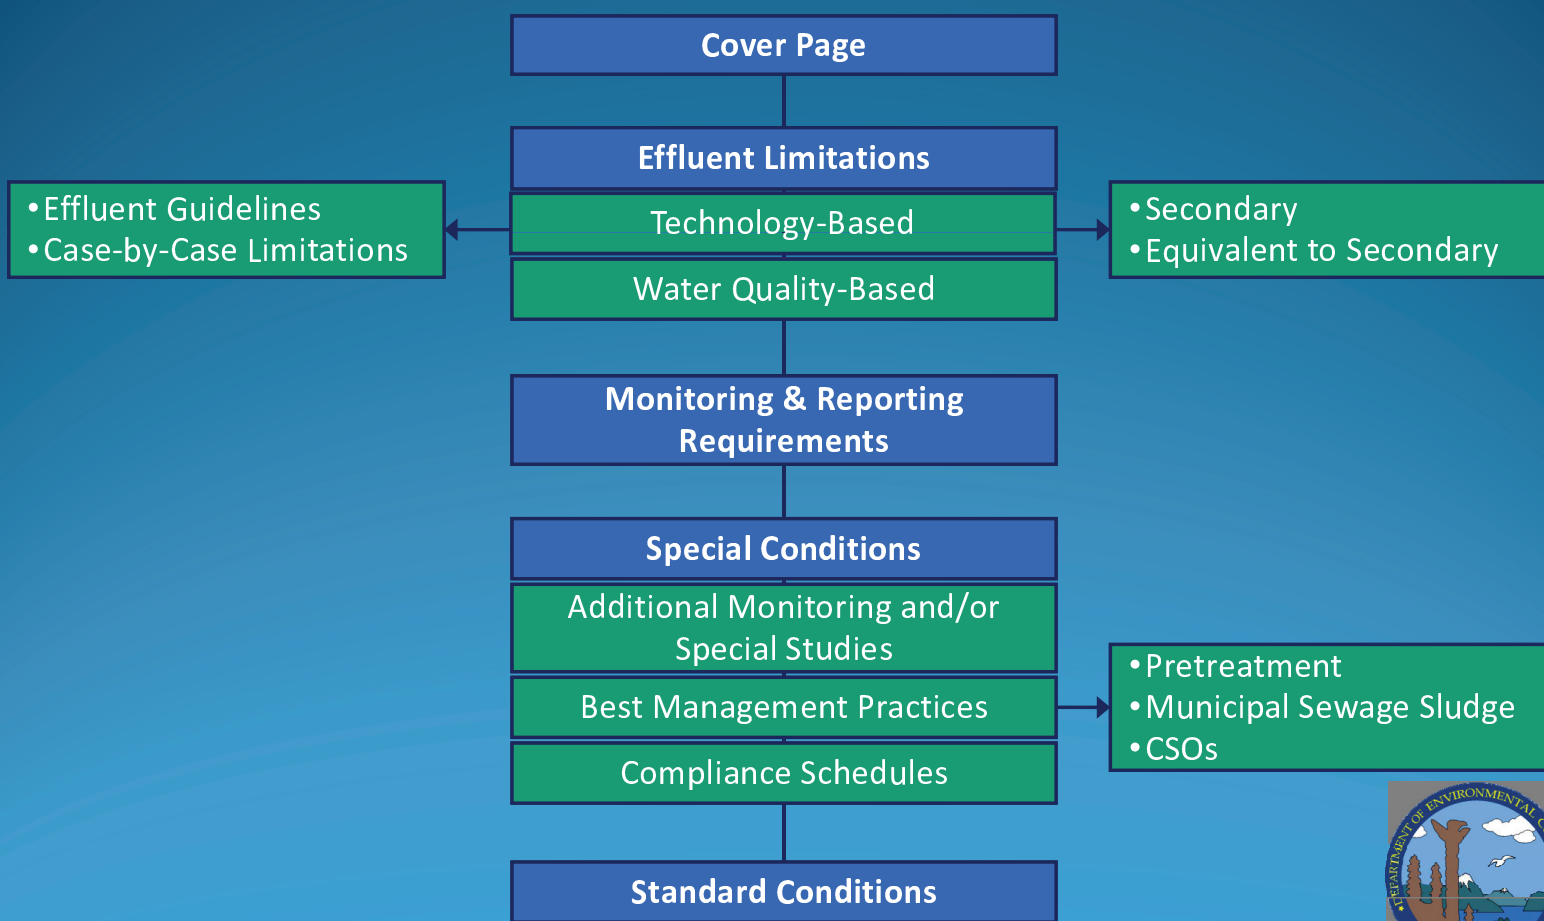 Cover Page
Effluent Limitations
• Effluent Guidelines
• Case-by-Case Limitations
Technology-Based
• Secondary
• Equivalent to Secondary
Water Quality-Based
Monitoring & Reporting
Requirements
Special Conditions
Additional Monitoring and/or
Special Studies
Best Management Practices
• Pretreatment
• Municipal Sewage Sludge
• CSOs
Compliance Schedules
Standard Conditions
DEPARTMENT OF ENVIRONMENTAL